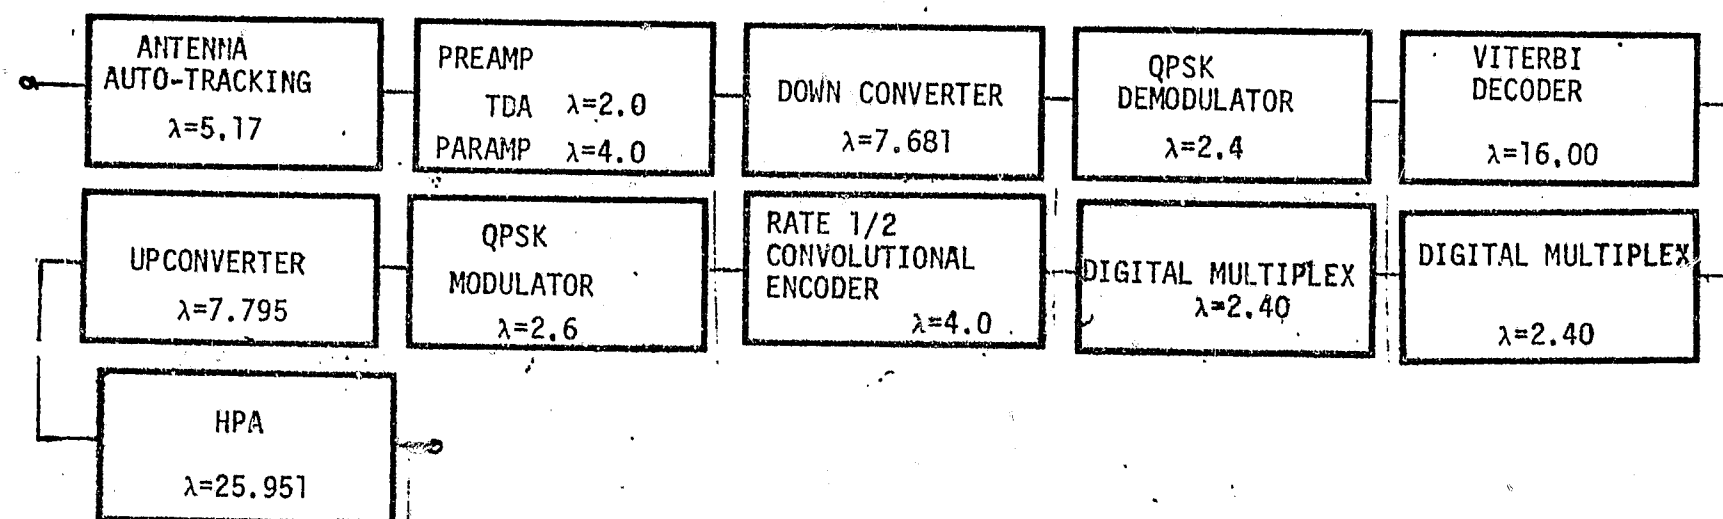 ANTENNA
AUTO-TRACKING
λ=5.17
PREAMP
TDA λ=2.0
PARAMP λ=4.0
DOWN CONVERTER
λ=7.681
QPSK
DEMODULATOR
λ=2.4
VITERBI
DECODER
λ=16.00
UPCONVERTER
λ=7.795
QPSK
MODULATOR
λ=2.6
RATE 1/2
CONVOLUTIONAL
ENCODER
λ=4.0
DIGITAL MULTIPLEX
λ=2.40
DIGITAL MULTIPLEX
λ=2.40
HPA
λ=25.951